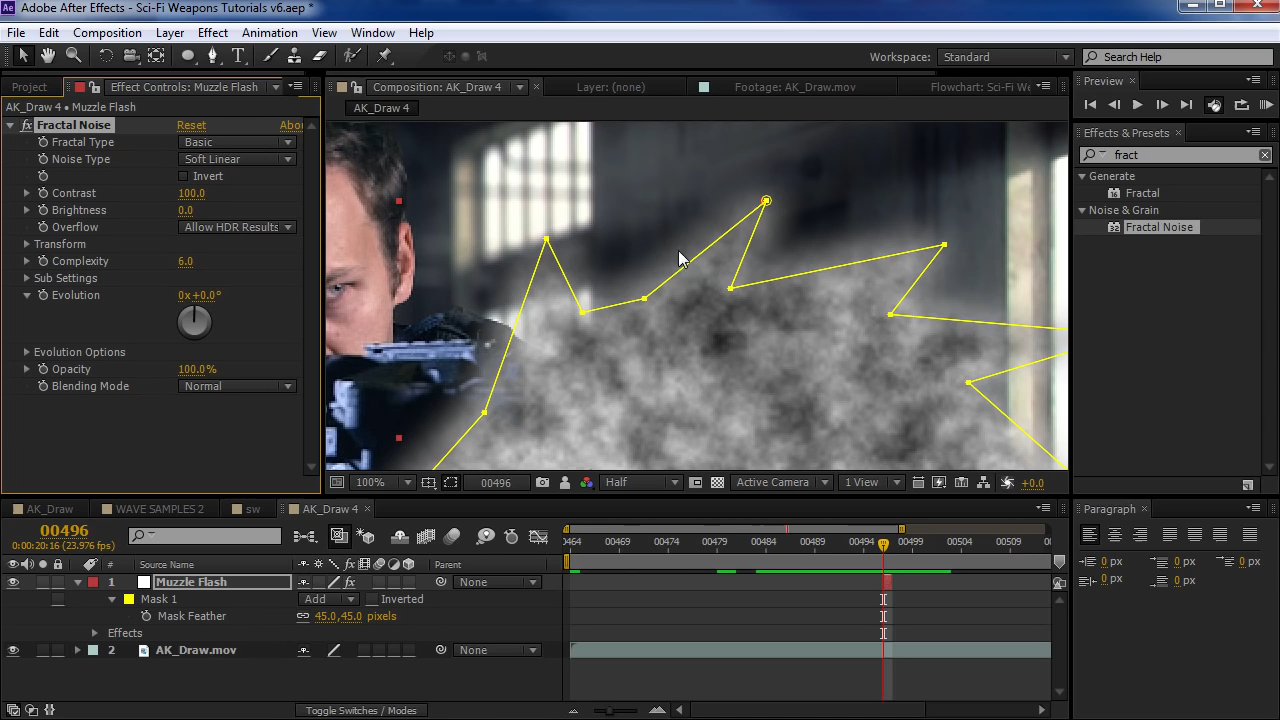 Adobe After Effects - Sci-Fi Weapons Tutorials v6.aep *
File Edit Composition Layer Effect Animation View Window Help
Workspace: Standard Search Help
Project Effect Controls: Muzzle Flash
Composition: AK_Draw 4 Layer: (none) Footage: AK_Draw.mov Flowchart: Sci-Fi We
Preview
AK_Draw 4 • Muzzle Flash
AK_Draw 4
fx Fractal Noise Reset Abo
Fractal Type Basic
Noise Type Soft Linear
Invert
Contrast 100.0
Brightness 0.0
Overflow Allow HDR Results
Transform
Complexity 6.0
Sub Settings
Evolution 0x+0.0°
Evolution Options
Opacity 100.0%
Blending Mode Normal
Effects & Presets
fract
Generate
Fractal
Noise & Grain
Fractal Noise
100% 00496 Half Active Camera 1 View +0.0
AK_Draw WAVE SAMPLES 2 sw AK_Draw 4
Paragraph
00496
0:00:20:16 (23.976 fps)
0464 00469 00474 00479 00484 00489 00494 00499 00504 00509
# Source Name Parent
1 Muzzle Flash None
Mask 1 Add Inverted
Mask Feather 45.0,45.0 pixels
Effects
2 AK_Draw.mov None
Toggle Switches / Modes
0 px 0 px 0 px
0 px 0 px